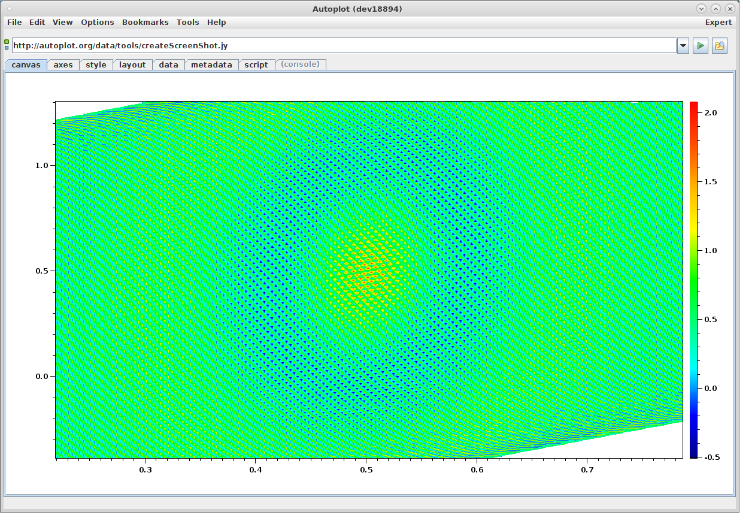 Autoplot (dev18894)
File Edit View Options Bookmarks Tools Help Expert
http://autoplot.org/data/tools/createScreenShot.jy
canvas axes style layout data metadata script (console)
2.0
1.5
1.0
0.5
0.0
-0.5
1.0
0.5
0.0
0.3 0.4 0.5 0.6 0.7